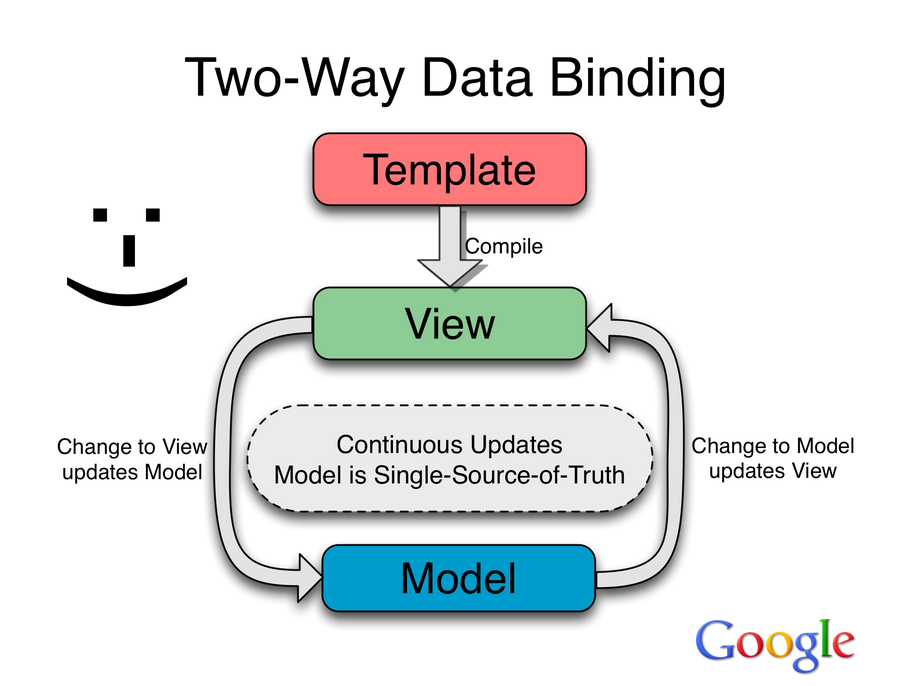 Two-Way Data Binding
Template
Compile
View
Change to View
updates Model
Continuous Updates
Model is Single-Source-of-Truth
Change to Model
updates View
Model
Google